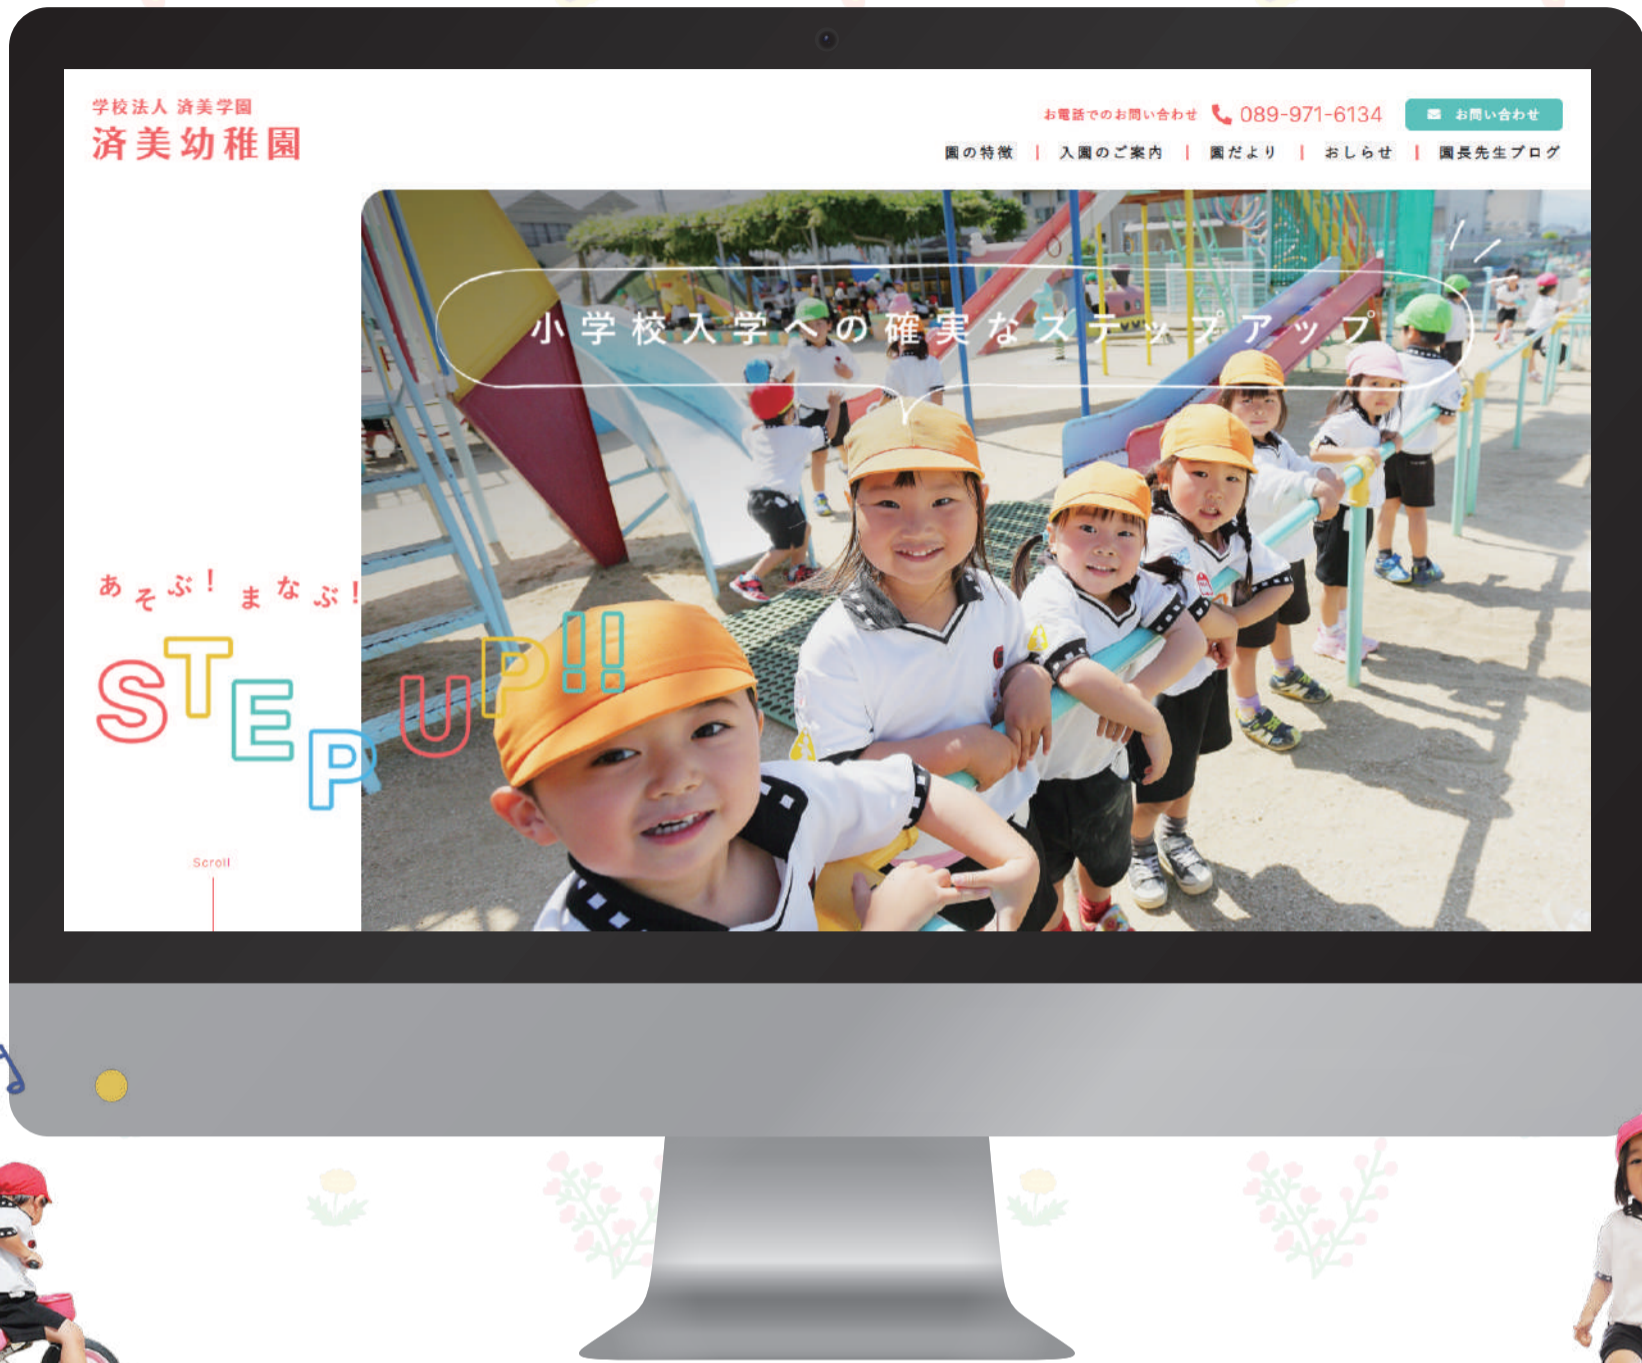 学校法人 済美学園
済美幼稚園
お電話でのお問い合わせ 089-971-6134 お問い合わせ
園の特徴 | 入園のご案内 | 園だより | おしらせ | 園長先生ブログ
小学校入学への確実なステップアップ
あそぶ! まなぶ!
STEP UP!!
Scroll